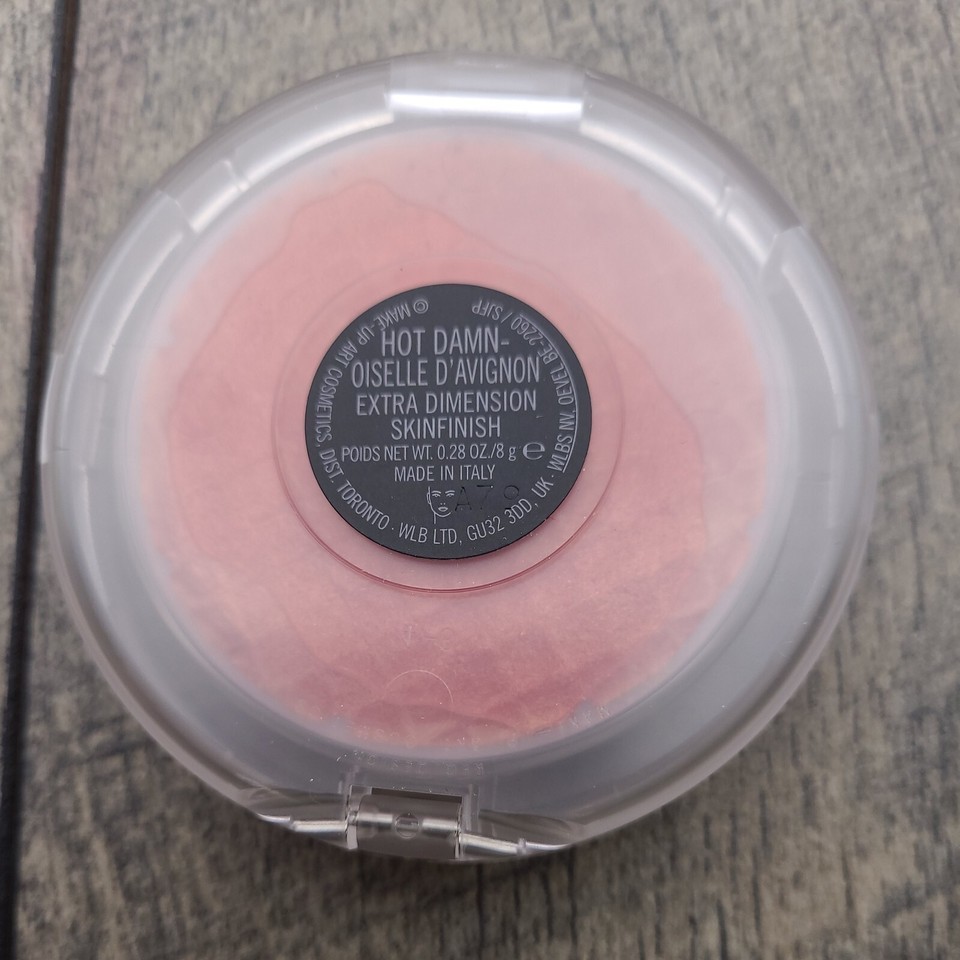 HOT DAMN-
OISELLE D'AVIGNON
EXTRA DIMENSION
SKINFINISH
POIDS NET WT. 0.28 OZ./8 g ℮
MADE IN ITALY
A7
© MAKE-UP ART COSMETICS, DIST. TORONTO · WLB LTD, GU32 3DD, UK · WLBS NV, OEVEL BE-2260 / SJFP